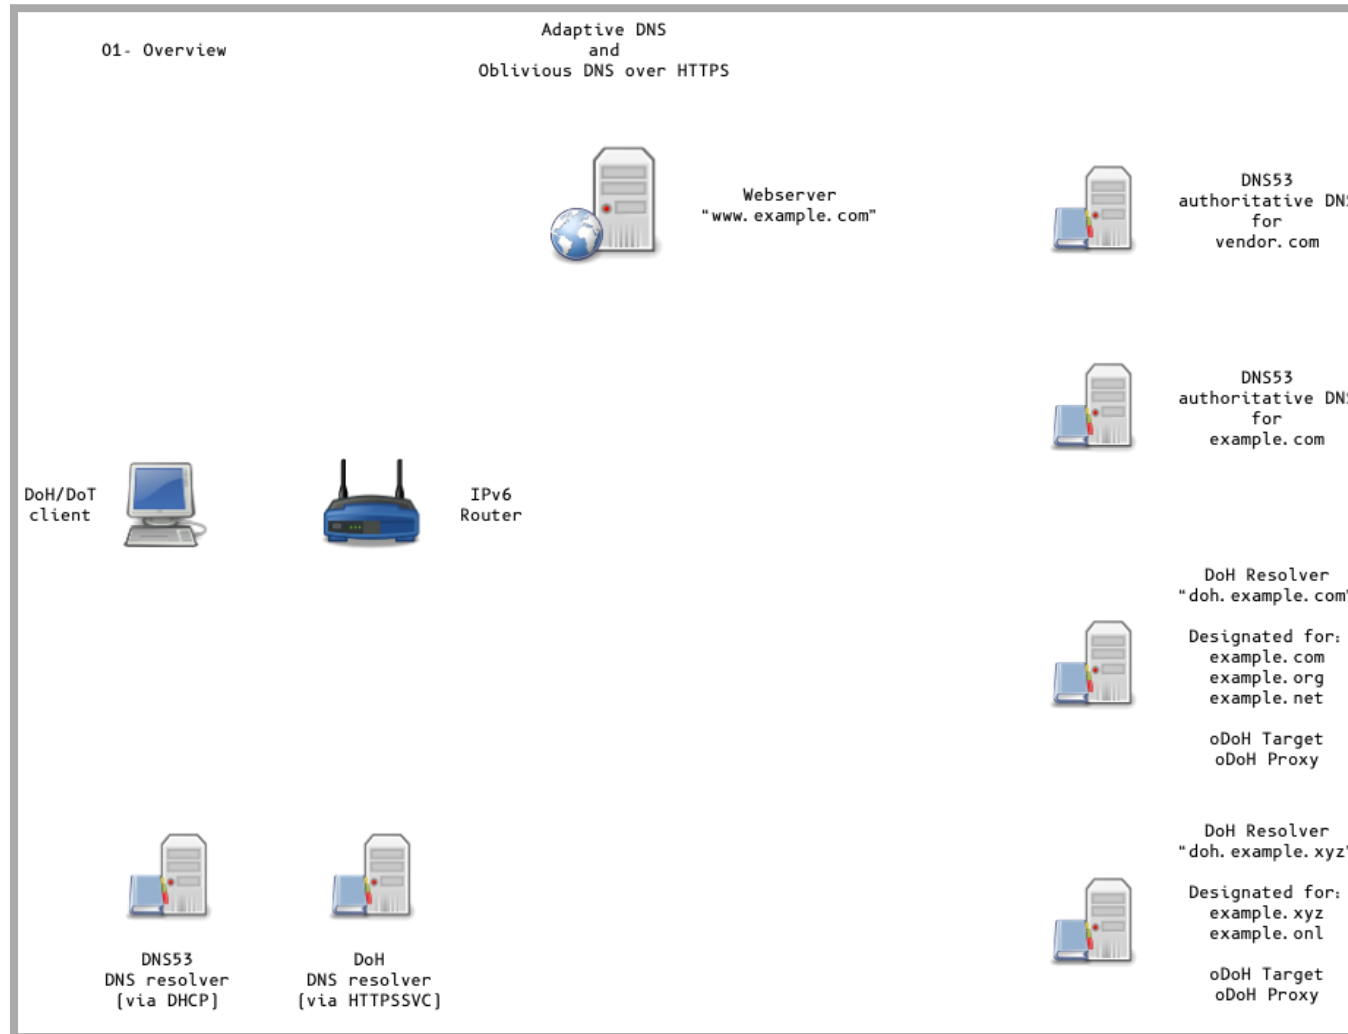 01- Overview
Adaptive DNS
and
Oblivious DNS over HTTPS
Webserver
"www.example.com"
DNS53
authoritative DNS
for
vendor.com
DNS53
authoritative DNS
for
example.com
DoH/DoT
client
IPv6
Router
DoH Resolver
"doh.example.com"
Designated for:
example.com
example.org
example.net
oDoH Target
oDoH Proxy
DoH Resolver
"doh.example.xyz"
Designated for:
example.xyz
example.onl
oDoH Target
oDoH Proxy
DNS53
DNS resolver
[via DHCP]
DoH
DNS resolver
[via HTTPSSVC]